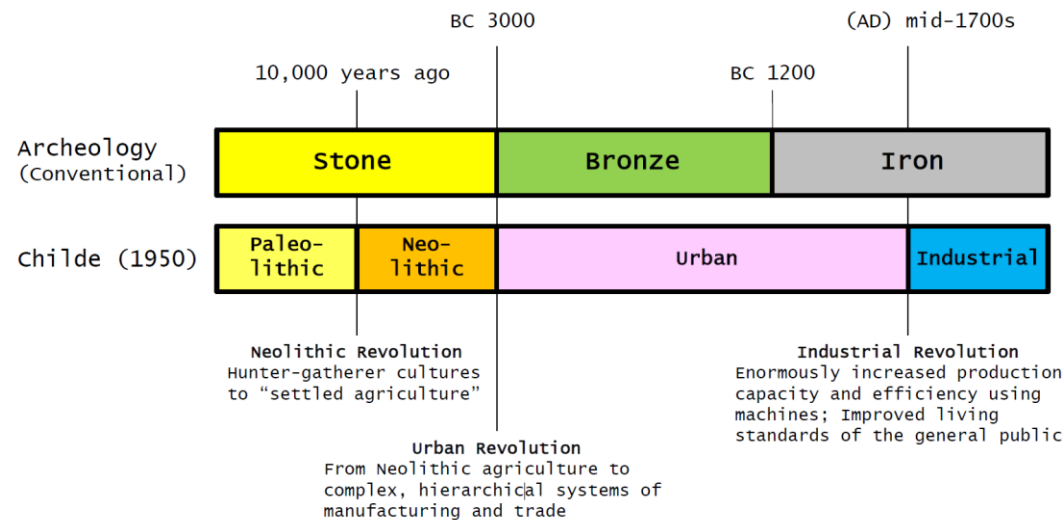 BC 3000
(AD) mid-1700s
10,000 years ago
BC 1200
Archeology
(Conventional)
Stone
Bronze
Iron
Childe (1950)
Paleo-
lithic
Neo-
lithic
Urban
Industrial
Neolithic Revolution
Hunter-gatherer cultures
to “settled agriculture”
Industrial Revolution
Enormously increased production
capacity and efficiency using
machines; Improved living
standards of the general public
Urban Revolution
From Neolithic agriculture to
complex, hierarchical systems of
manufacturing and trade